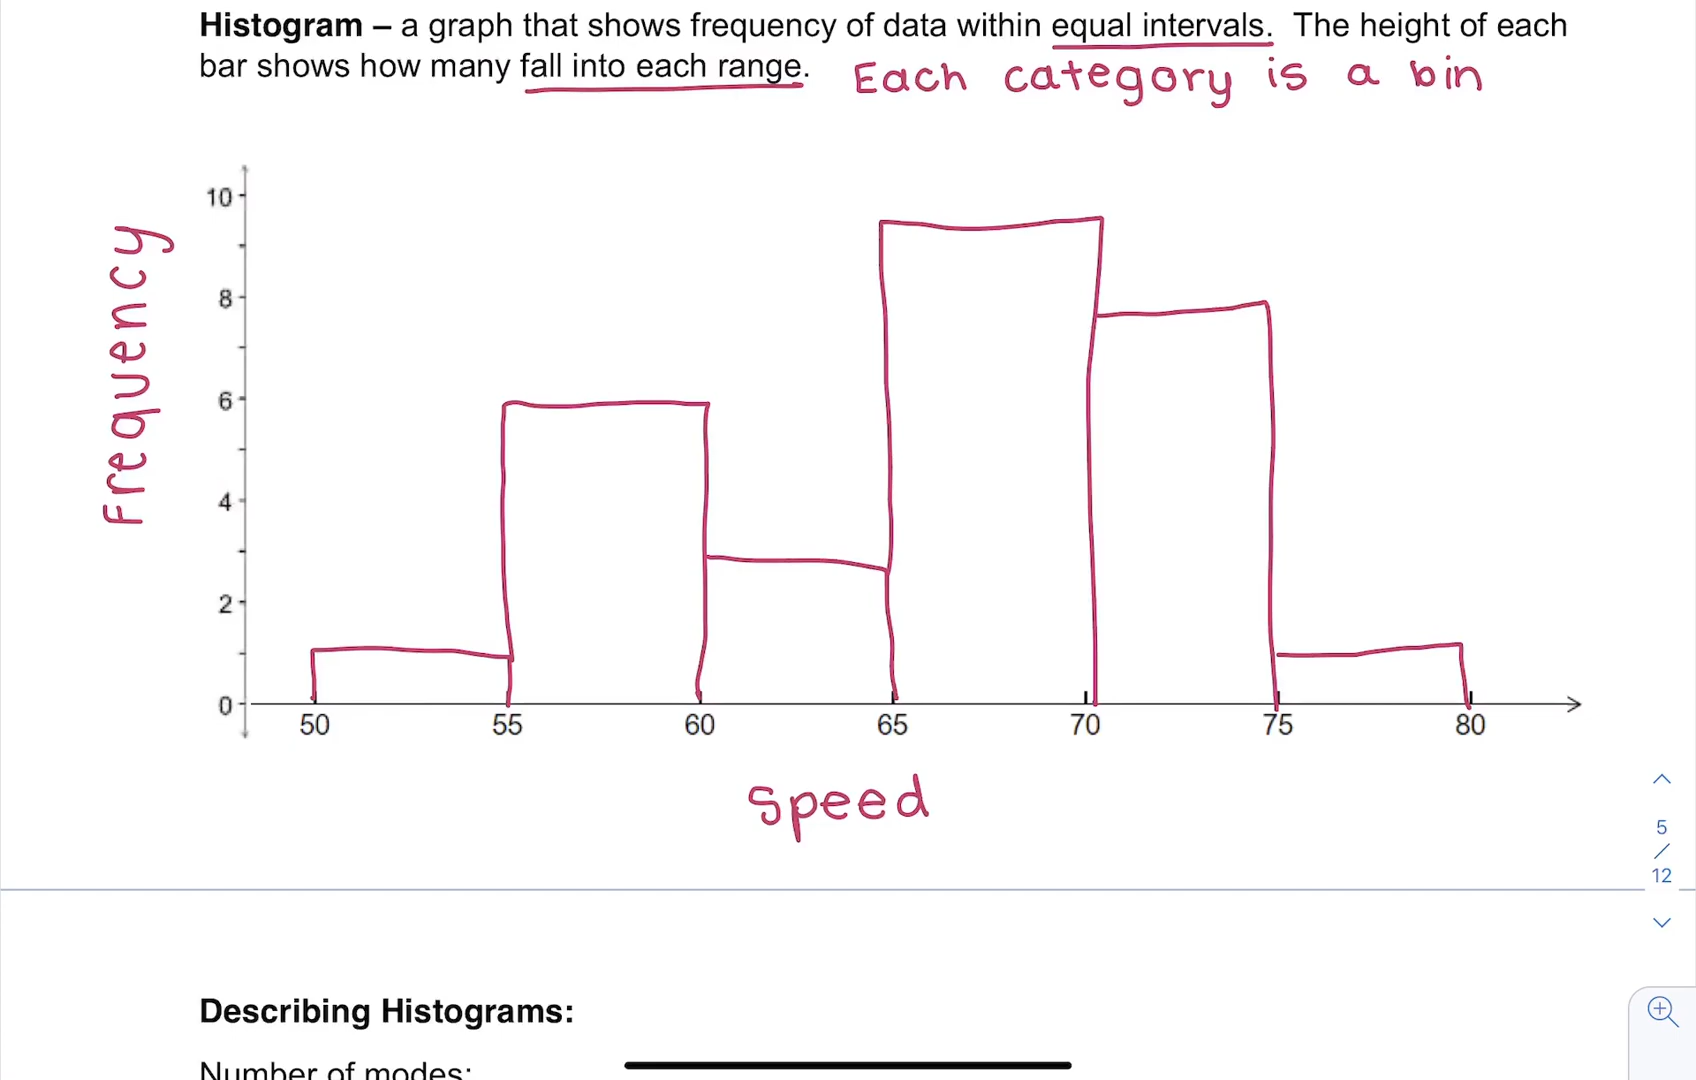 Histogram – a graph that shows frequency of data within equal intervals. The height of each
bar shows how many fall into each range. Each category is a bin
Frequency
10
8
6
4
2
0
50 55 60 65 70 75 80
Speed
5
/
12
Describing Histograms:
Number of modes: